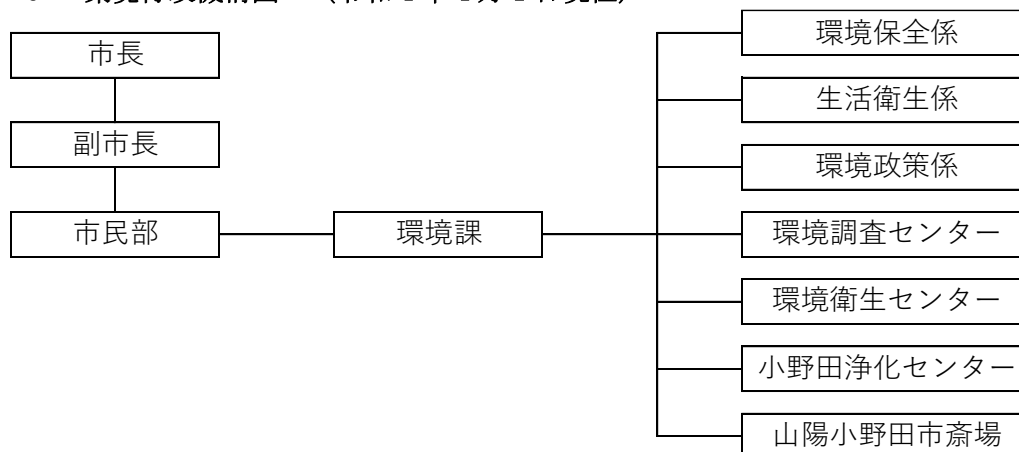 市長
副市長
市民部
環境課
環境保全係
生活衛生係
環境政策係
環境調査センター
環境衛生センター
小野田浄化センター
山陽小野田市斎場